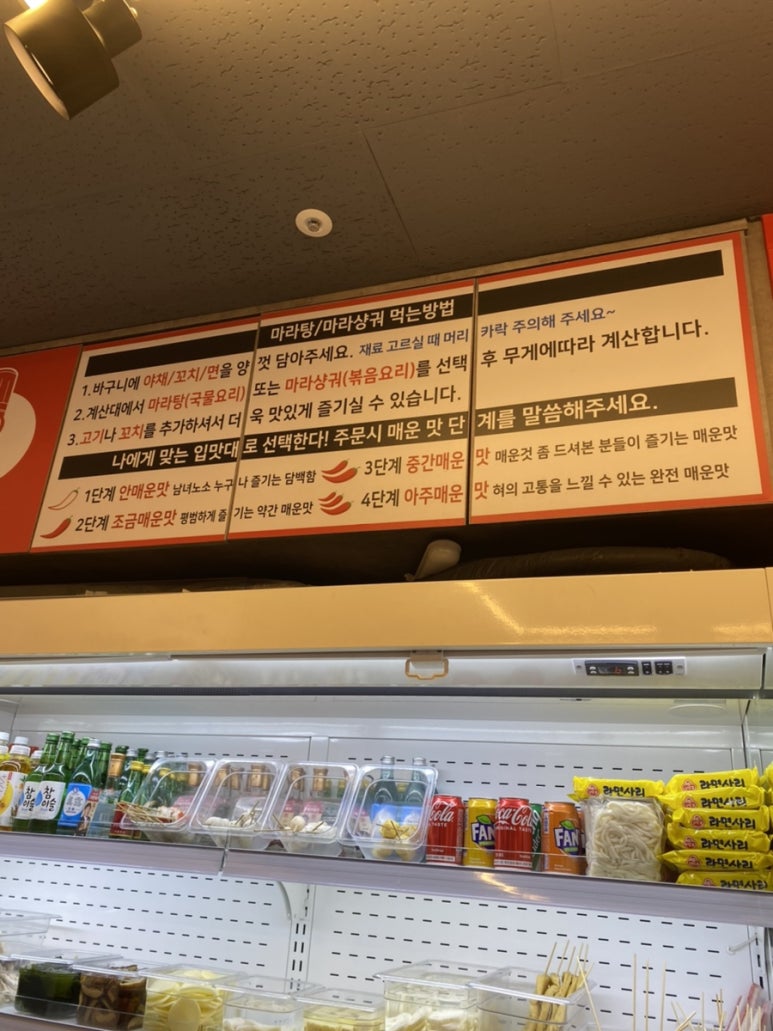 마라탕/마라샹궈 먹는방법
1.바구니에 야채/꼬치/면을 양껏 담아주세요. 재료 고르실 때 머리카락 주의해 주세요~
2.계산대에서 마라탕(국물요리) 또는 마라샹궈(볶음요리)를 선택 후 무게에따라 계산합니다.
3.고기나 꼬치를 추가하셔서 더욱 맛있게 즐기실 수 있습니다.
나에게 맞는 입맛대로 선택한다! 주문시 매운 맛 단계를 말씀해주세요.
1단계 안매운맛 남녀노소 누구나 즐기는 담백함
3단계 중간매운 맛 매운것 좀 드셔본 분들이 즐기는 매운맛
2단계 조금매운맛 평범하게 즐기는 약간 매운맛
4단계 아주매운 맛 혀의 고통을 느낄 수 있는 완전 매운맛
참이슬
참이슬
Cola
FAN
Coca-Cola
ORIGINAL TASTE
FAN
라면사리
라면사리
라면사리
라면사리
라면사리
라면사리